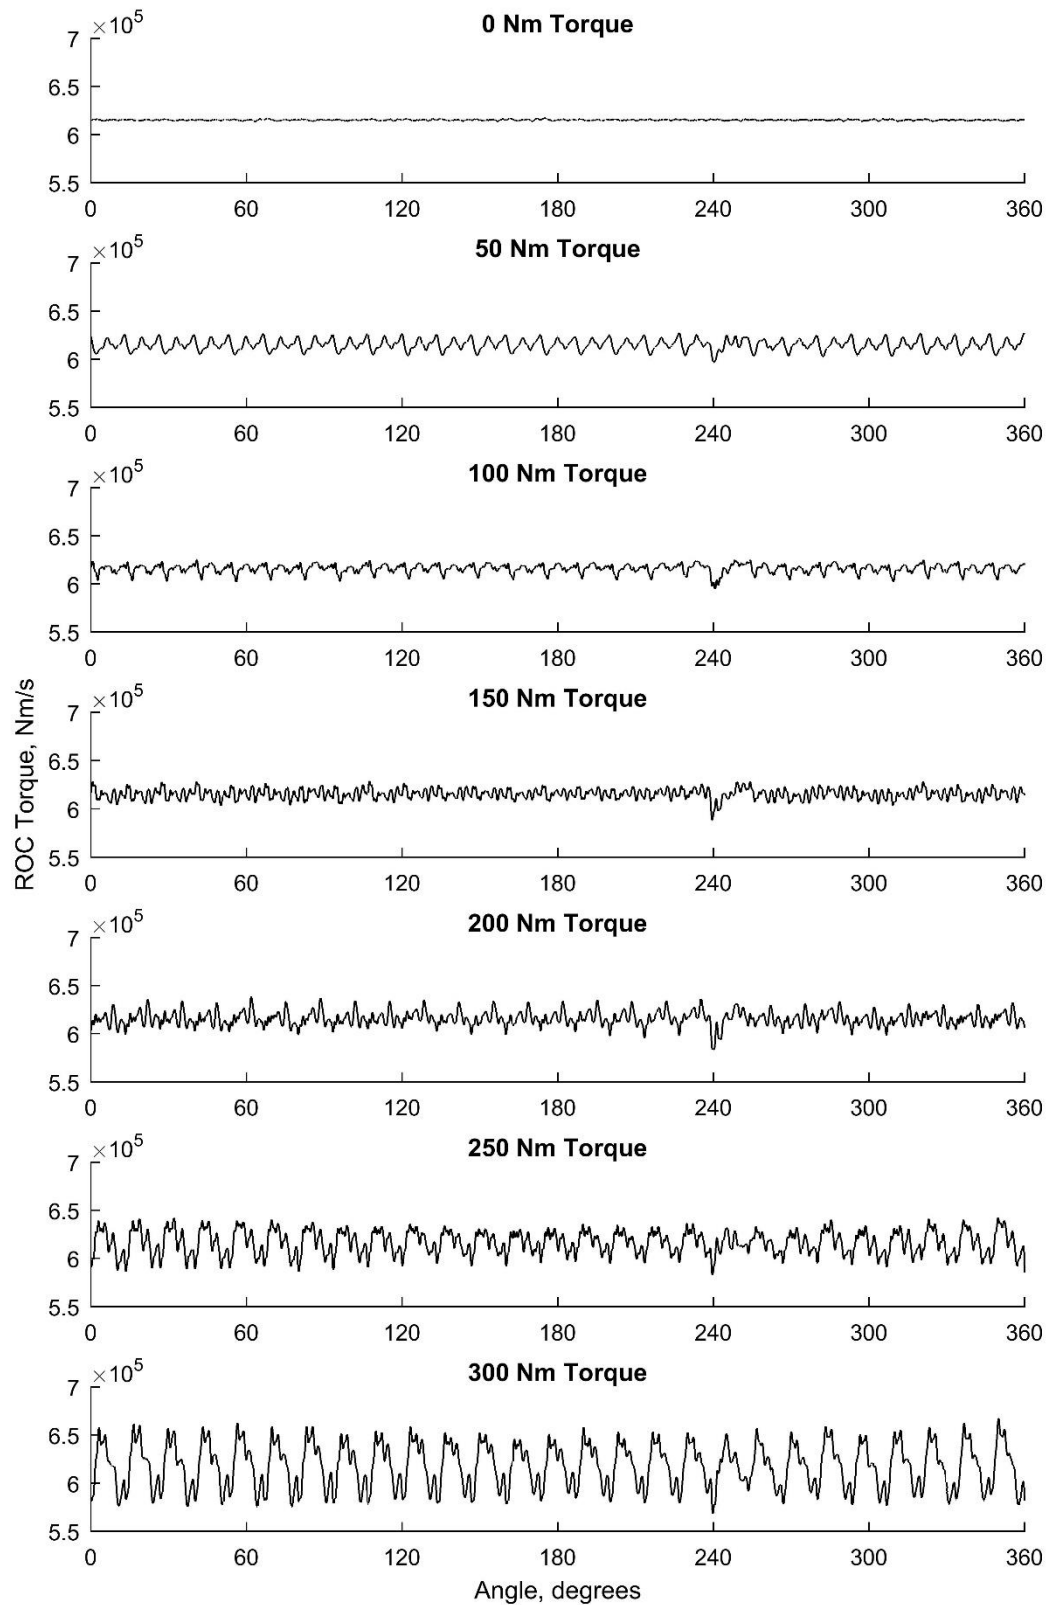 0 Nm Torque
×10^5
7
6.5
6
5.5
0 60 120 180 240 300 360
50 Nm Torque
×10^5
7
6.5
6
5.5
0 60 120 180 240 300 360
100 Nm Torque
×10^5
7
6.5
6
5.5
0 60 120 180 240 300 360
ROC Torque, Nm/s
150 Nm Torque
×10^5
7
6.5
6
5.5
0 60 120 180 240 300 360
200 Nm Torque
×10^5
7
6.5
6
5.5
0 60 120 180 240 300 360
250 Nm Torque
×10^5
7
6.5
6
5.5
0 60 120 180 240 300 360
300 Nm Torque
×10^5
7
6.5
6
5.5
0 60 120 180 240 300 360
Angle, degrees